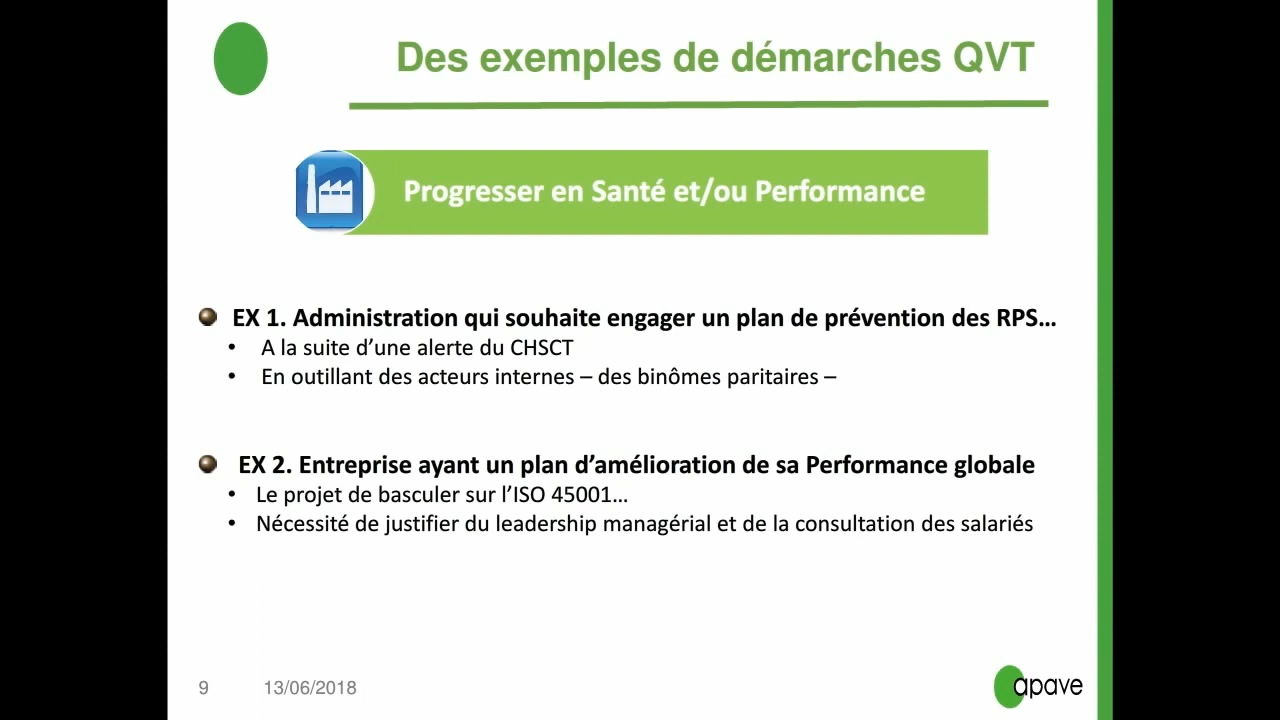 Des exemples de démarches QVT
Progresser en Santé et/ou Performance
EX 1. Administration qui souhaite engager un plan de prévention des RPS...
• A la suite d'une alerte du CHSCT
• En outillant des acteurs internes – des binômes paritaires –
EX 2. Entreprise ayant un plan d'amélioration de sa Performance globale
• Le projet de basculer sur l'ISO 45001...
• Nécessité de justifier du leadership managérial et de la consultation des salariés
9 13/06/2018
apave